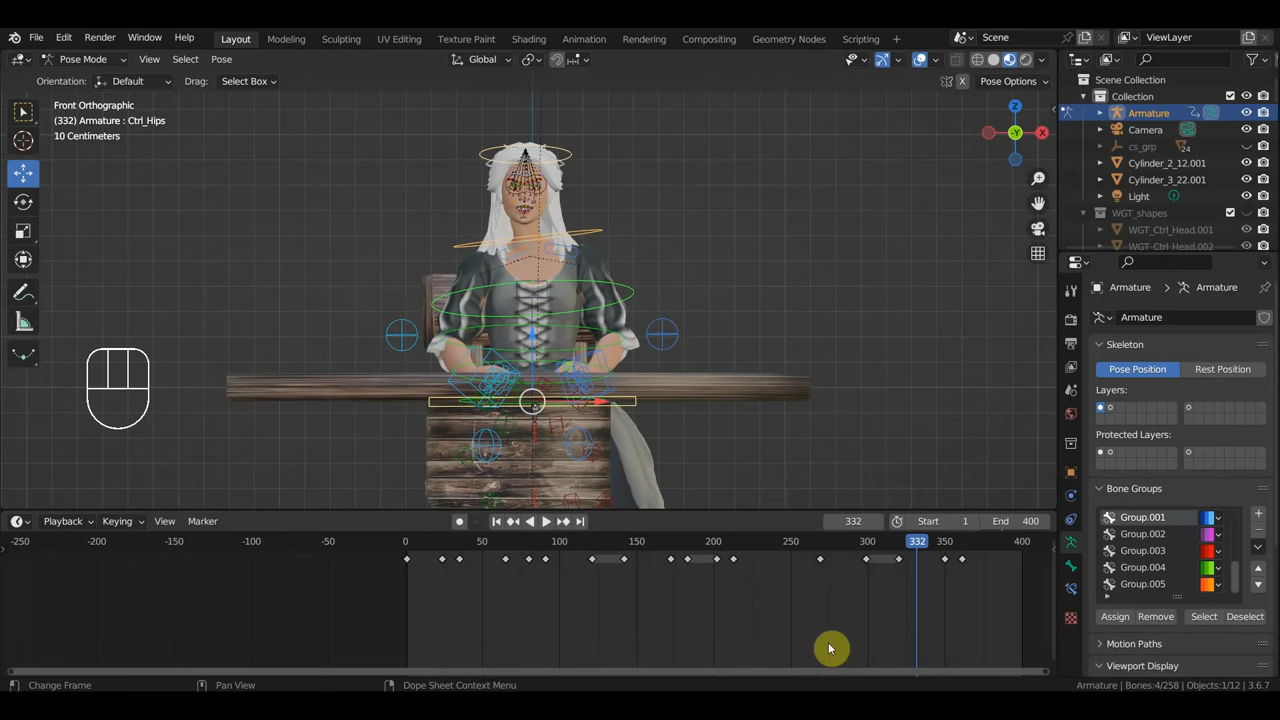 File Edit Render Window Help Layout Modeling Sculpting UV Editing Texture Paint Shading Animation Rendering Compositing Geometry Nodes Scripting + Scene ViewLayer
Pose Mode View Select Pose Global
Orientation: Default Drag: Select Box X Pose Options
Front Orthographic
(332) Armature : Ctrl_Hips
10 Centimeters
Z
X
-Y
Scene Collection
Collection
Armature
Camera
cs_grp 24
Cylinder_2_12.001
Cylinder_3_22.001
Light
WGT_shapes
WGT_Ctrl_Head.001
WGT_Ctrl_Head.002
Armature > Armature
Armature
Skeleton
Pose Position Rest Position
Layers:
Protected Layers:
Bone Groups
Group.001
Group.002
Group.003
Group.004
Group.005
Assign Remove Select Deselect
Motion Paths
Viewport Display
Playback Keying View Marker 332 Start 1 End 400
-250 -200 -150 -100 -50 0 50 100 150 200 250 300 332 350 400
Change Frame Pan View Dope Sheet Context Menu Armature | Bones:4/258 | Objects:1/12 | 3.6.7